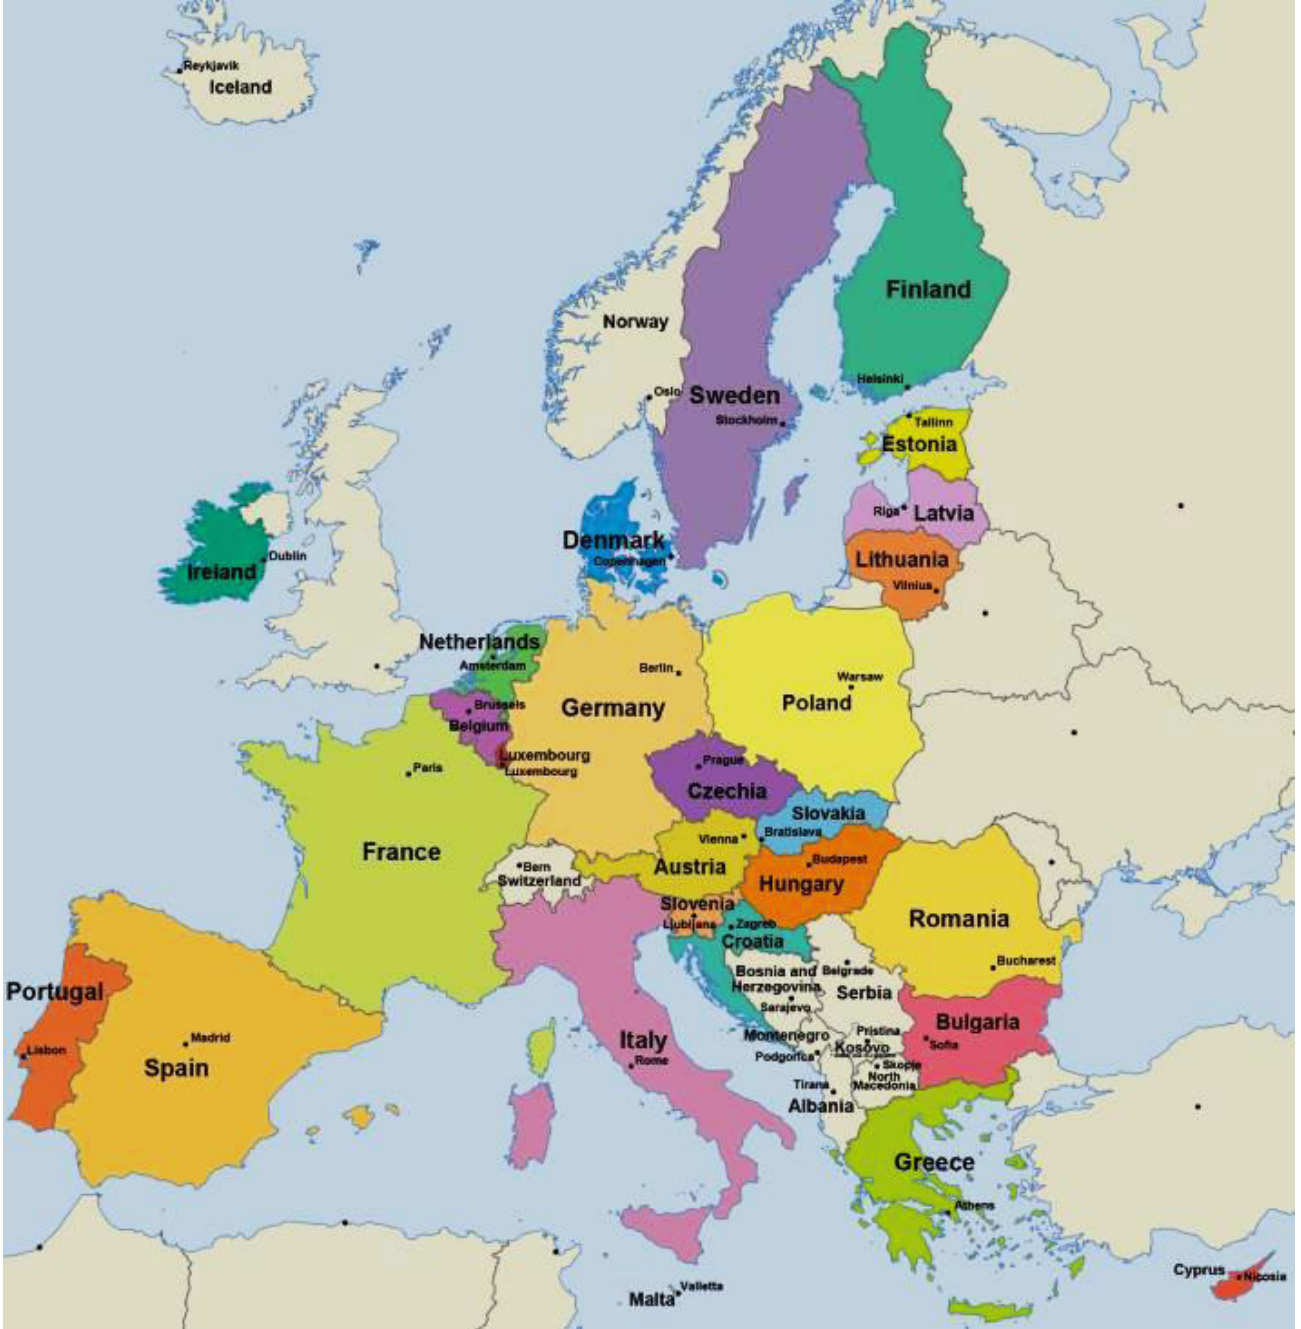 Reykjavik
Iceland
Finland
Norway
Helsinki
Oslo
Sweden
Stockholm
Tallinn
Estonia
Riga
Latvia
Denmark
Copenhagen
Dublin
Ireland
Lithuania
Vilnius
Netherlands
Amsterdam
Berlin
Warsaw
Brussels
Belgium
Germany
Poland
Luxembourg
Luxembourg
Paris
Prague
Czechia
Slovakia
Bratislava
Vienna
France
Austria
Budapest
Hungary
Bern
Switzerland
Slovenia
Ljubljana
Zagreb
Croatia
Romania
Bucharest
Bosnia and
Herzegovina
Sarajevo
Belgrade
Serbia
Portugal
Lisbon
Madrid
Spain
Italy
Rome
Montenegro
Podgorica
Pristina
Kosovo
Bulgaria
Sofia
Skopje
North
Macedonia
Tirana
Albania
Greece
Athens
Malta
Valletta
Cyprus
Nicosia